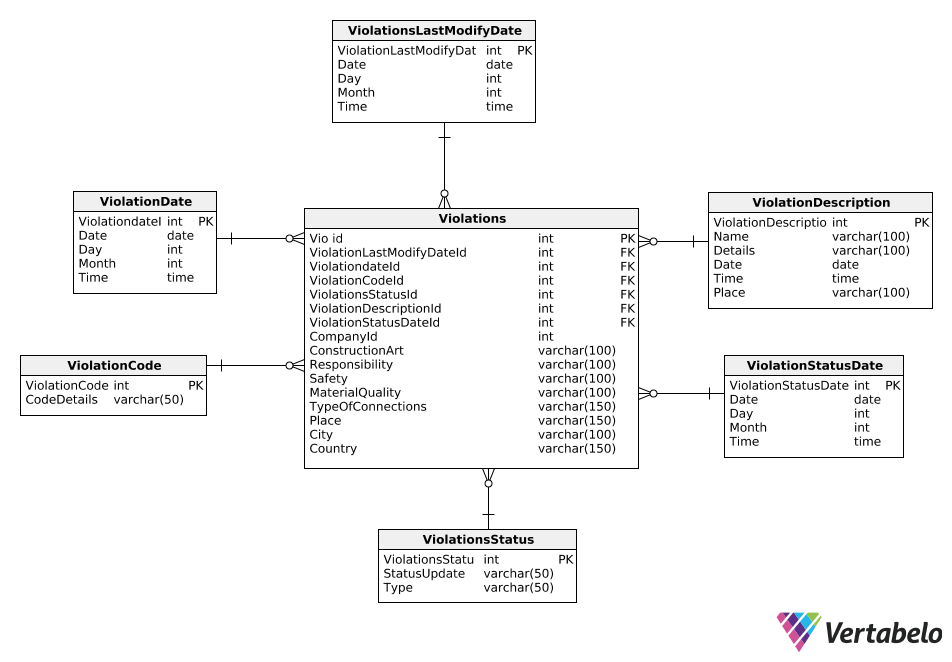 ViolationsLastModifyDate
ViolationLastModifyDat int PK
Date date
Day int
Month int
Time time
ViolationDate
ViolationdateI int PK
Date date
Day int
Month int
Time time
ViolationDescription
ViolationDescriptio int PK
Name varchar(100)
Details varchar(100)
Date date
Time time
Place varchar(100)
Violations
Vio id int PK
ViolationLastModifyDateId int FK
ViolationdateId int FK
ViolationCodeId int FK
ViolationsStatusId int FK
ViolationDescriptionId int FK
ViolationStatusDateId int FK
CompanyId int
ConstructionArt varchar(100)
Responsibility varchar(100)
Safety varchar(100)
MaterialQuality varchar(100)
TypeOfConnections varchar(150)
Place varchar(150)
City varchar(100)
Country varchar(150)
ViolationCode
ViolationCode int PK
CodeDetails varchar(50)
ViolationStatusDate
ViolationStatusDate int PK
Date date
Day int
Month int
Time time
ViolationsStatus
ViolationsStatu int PK
StatusUpdate varchar(50)
Type varchar(50)
Vertabelo